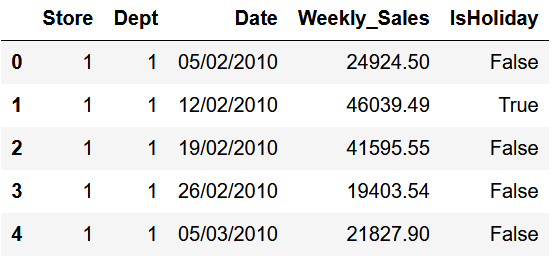 Store Dept Date Weekly_Sales IsHoliday
0 1 1 05/02/2010 24924.50 False
1 1 1 12/02/2010 46039.49 True
2 1 1 19/02/2010 41595.55 False
3 1 1 26/02/2010 19403.54 False
4 1 1 05/03/2010 21827.90 False